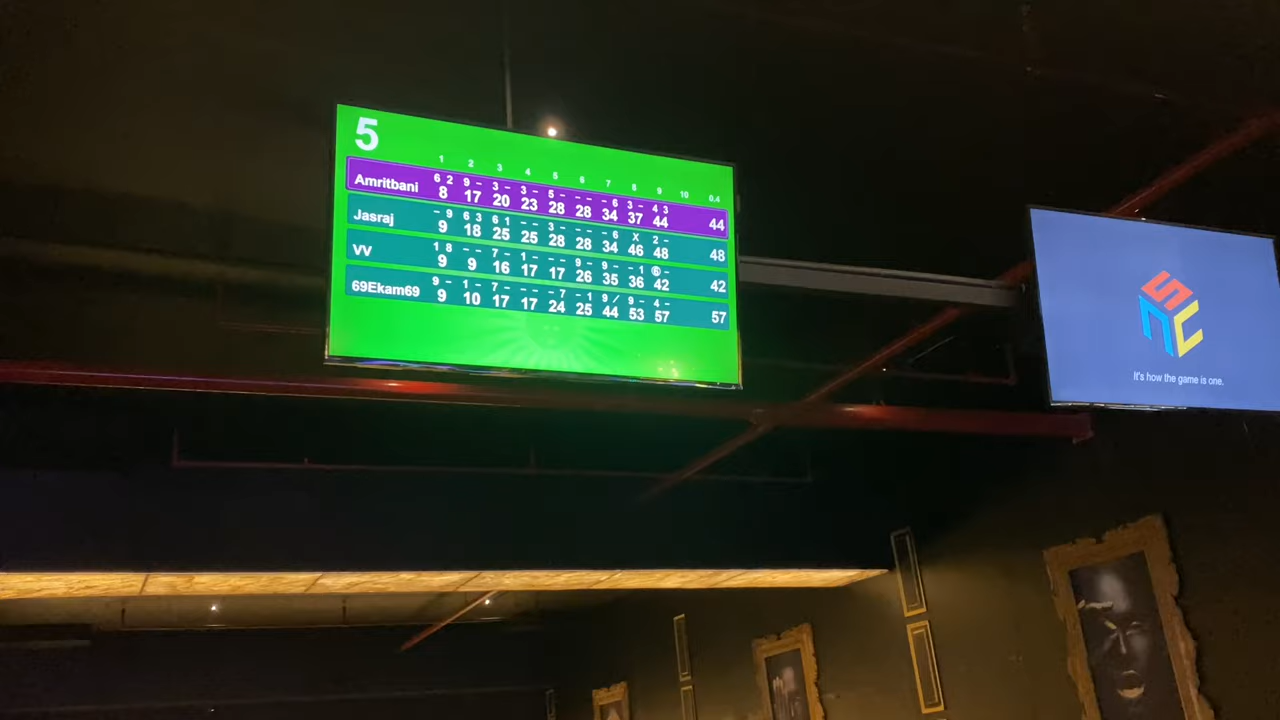 5
1 2 3 4 5 6 7 8 9 10 0,4
6 2 9 - 3 - 3 - 5 - - - - 6 3 - 4 3
Amritbani 8 17 20 23 28 28 34 37 44 44
- 9 6 3 6 1 - - 3 - - - - 6 X 2 -
Jasraj 9 18 25 25 28 28 34 46 48 48
1 8 - - 7 - 1 - - - 9 - 9 - - 1 6 -
VV 9 9 16 17 17 26 35 36 42 42
9 - 1 - 7 - - - - 7 - 1 9 / 9 - 4 -
69Ekam69 9 10 17 17 24 25 44 53 57 57
SNC
It's how the game is one.